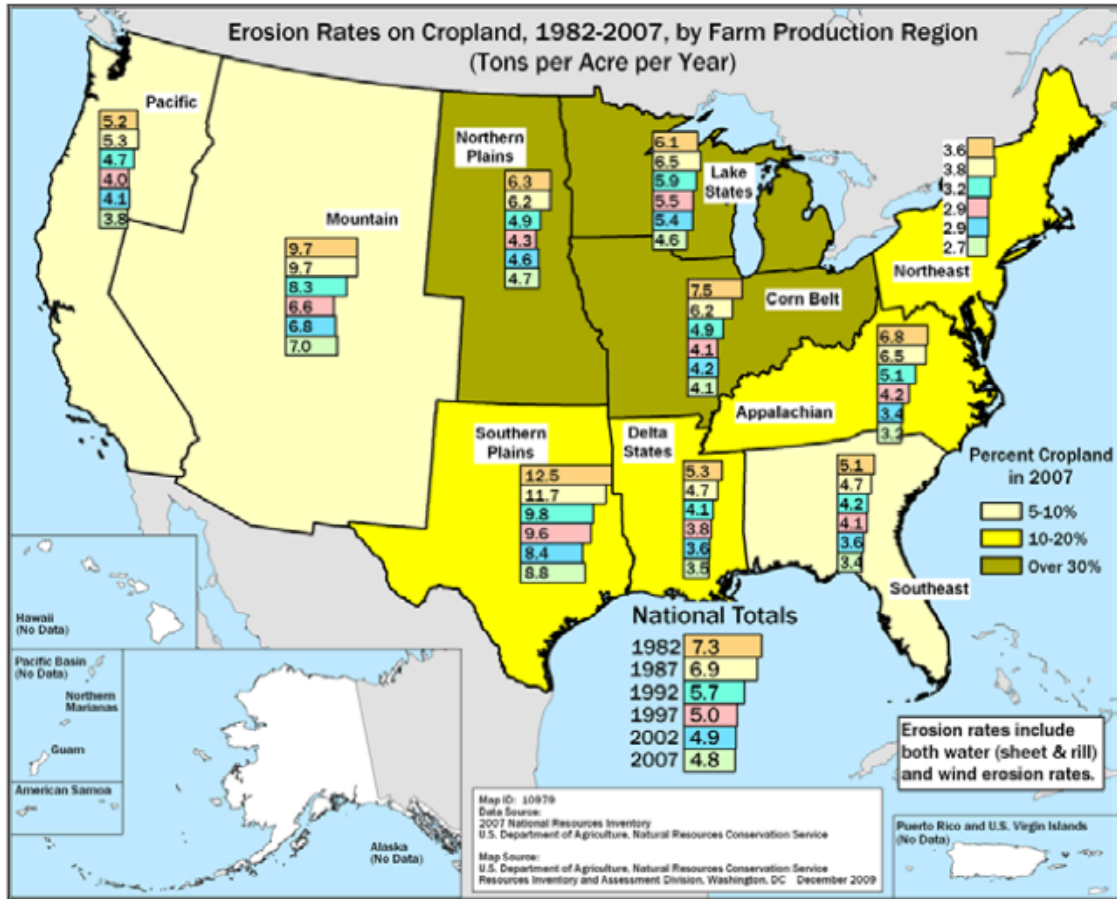 Erosion Rates on Cropland, 1982-2007, by Farm Production Region
(Tons per Acre per Year)
Pacific
5.2
5.3
4.7
4.0
4.1
3.8
Mountain
9.7
9.7
8.3
6.6
6.8
7.0
Northern
Plains
6.3
6.2
4.9
4.3
4.6
4.7
Lake
States
6.1
6.5
5.9
5.5
5.4
4.6
Corn Belt
7.5
6.2
4.9
4.1
4.2
4.1
3.6
3.8
3.2
2.9
2.9
2.7
Northeast
Appalachian
6.8
6.5
5.1
4.2
3.4
3.2
Southern
Plains
12.5
11.7
9.8
9.6
8.4
8.8
Delta
States
5.3
4.7
4.1
3.8
3.6
3.5
5.1
4.7
4.2
4.1
3.6
3.4
Southeast
Percent Cropland
in 2007
5-10%
10-20%
Over 30%
National Totals
1982 7.3
1987 6.9
1992 5.7
1997 5.0
2002 4.9
2007 4.8
Erosion rates include
both water (sheet & rill)
and wind erosion rates.
Hawaii
(No Data)
Pacific Basin
(No Data)
Northern
Marianas
Guam
American Samoa
Alaska
(No Data)
Map ID: 10979
Data Source:
2007 National Resources Inventory
U.S. Department of Agriculture, Natural Resources Conservation Service
Map Source:
U.S. Department of Agriculture, Natural Resources Conservation Service
Resources Inventory and Assessment Division, Washington, DC December 2009
Puerto Rico and U.S. Virgin Islands
(No Data)